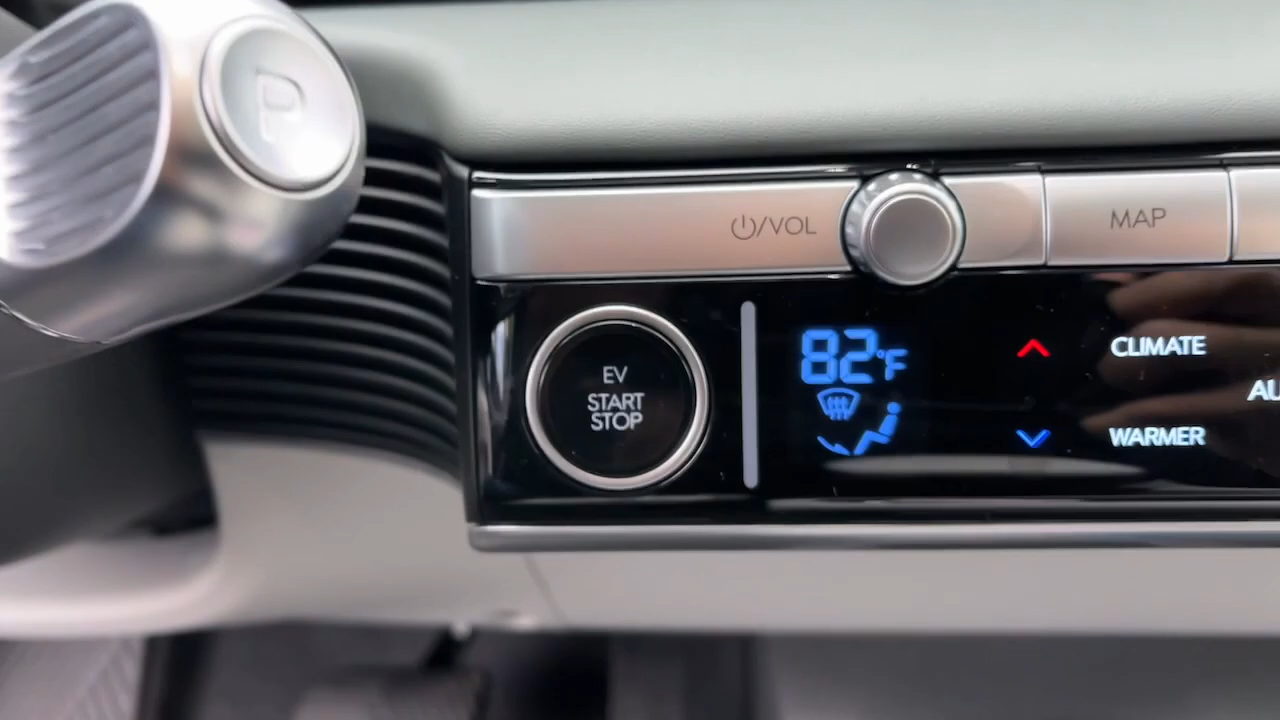 P
⏻/VOL
MAP
EV
START
STOP
82°F
CLIMATE
WARMER